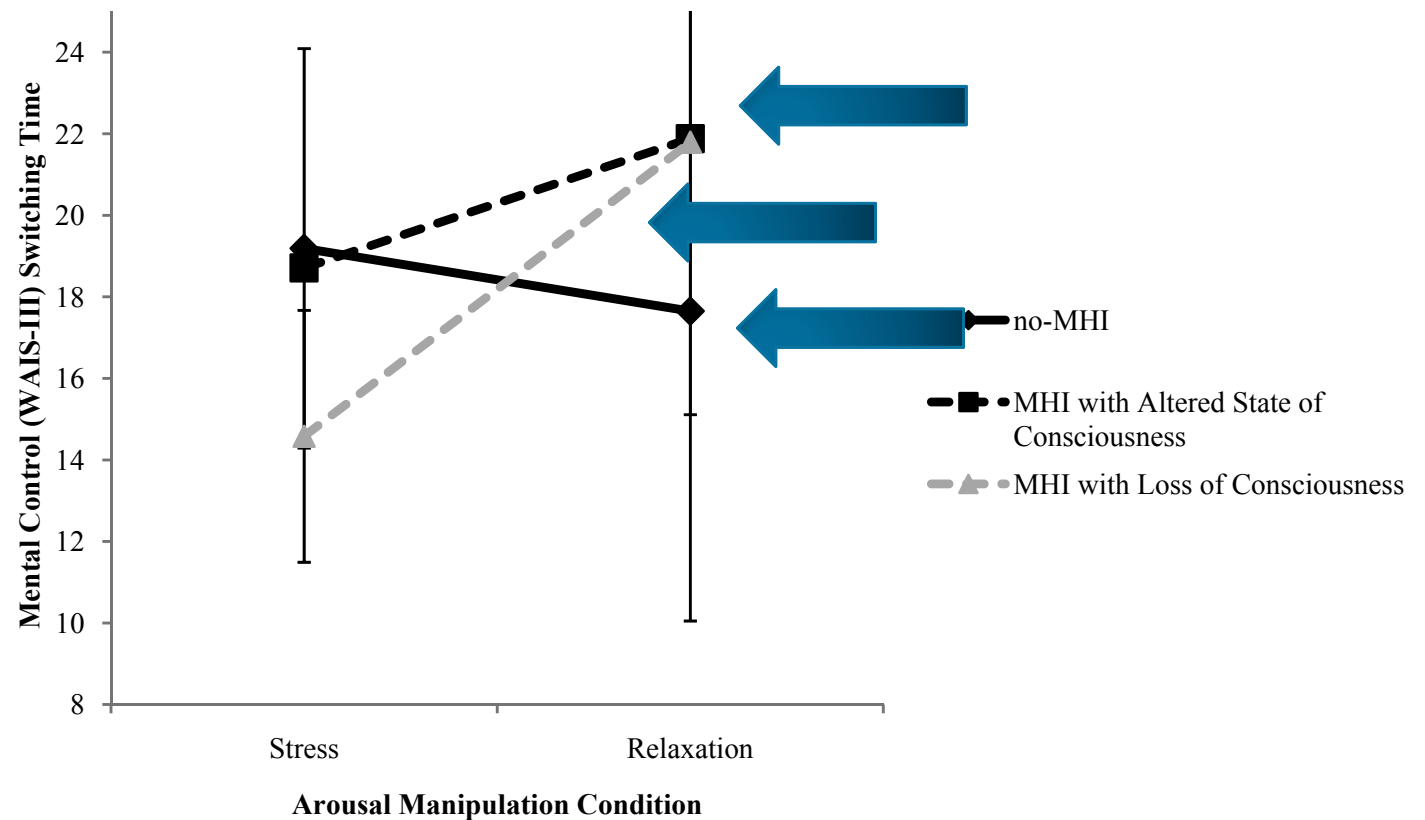 Mental Control (WAIS-III) Switching Time
24
22
20
18
16
14
12
10
8
Stress
Relaxation
Arousal Manipulation Condition
no-MHI
MHI with Altered State of
Consciousness
MHI with Loss of Consciousness